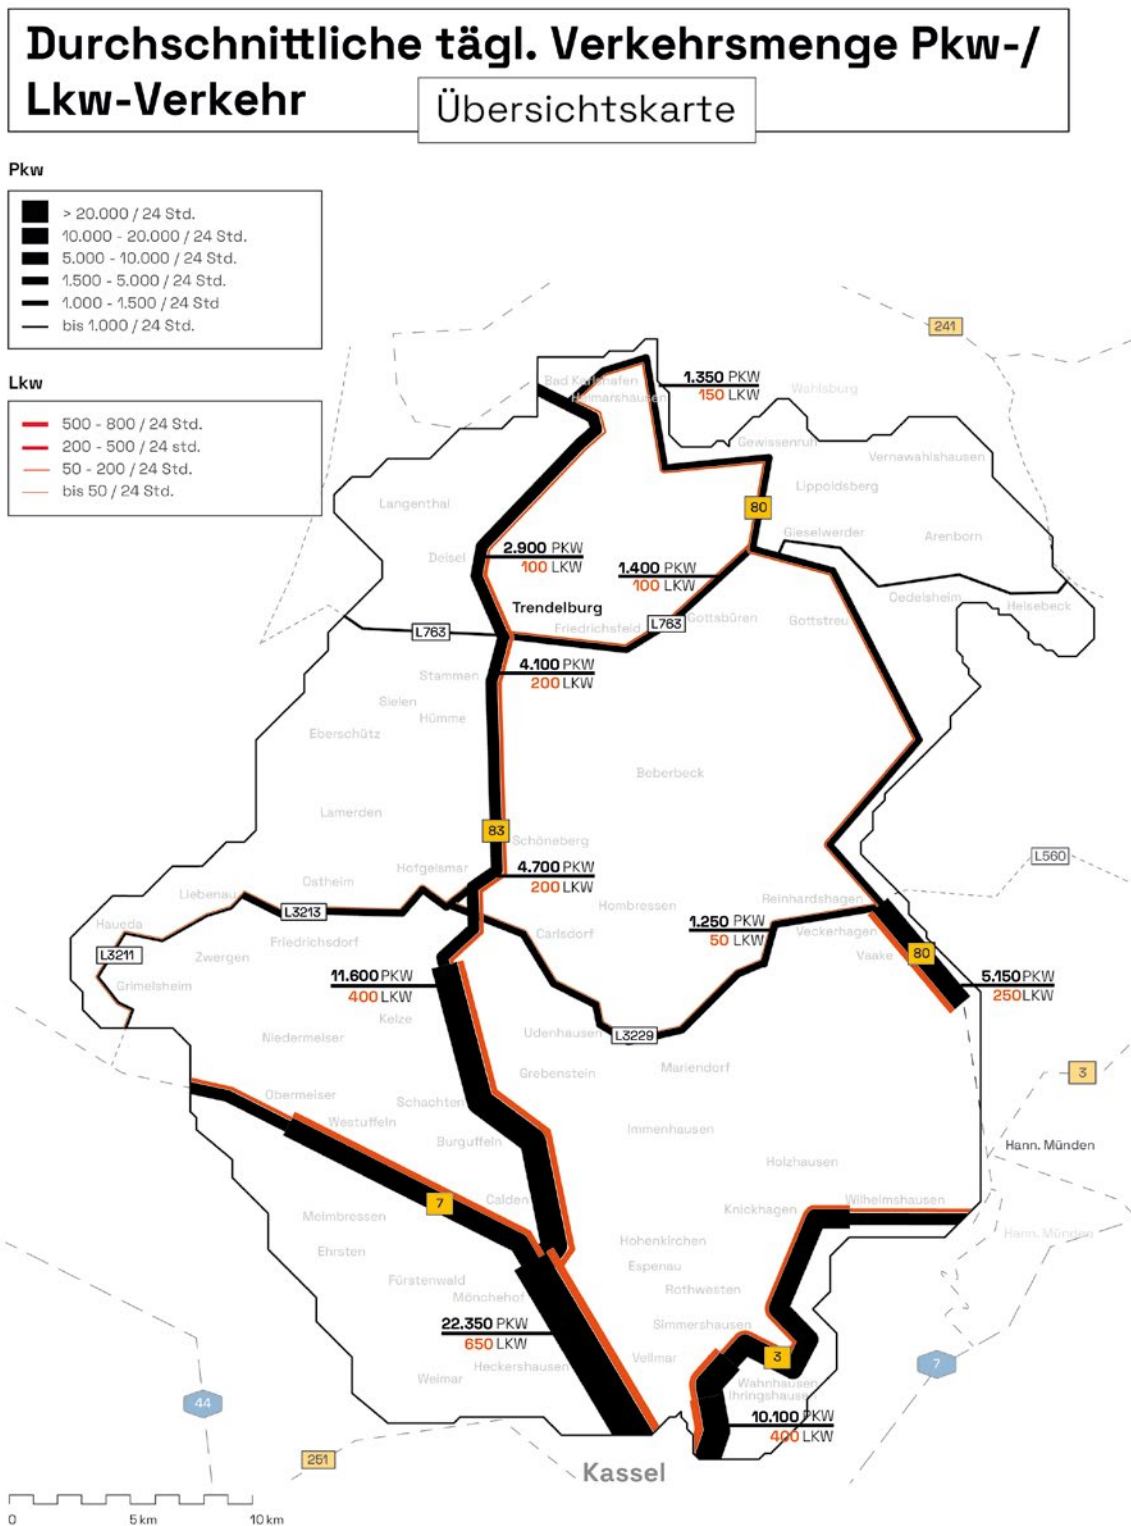 Durchschnittliche tägl. Verkehrsmenge Pkw-/
Lkw-Verkehr
Übersichtskarte
Pkw
> 20.000 / 24 Std.
10.000 - 20.000 / 24 Std.
5.000 - 10.000 / 24 Std.
1.500 - 5.000 / 24 Std.
1.000 - 1.500 / 24 Std
bis 1.000 / 24 Std.
Lkw
500 - 800 / 24 Std.
200 - 500 / 24 std.
50 - 200 / 24 Std.
bis 50 / 24 Std.
241
Bad Karlshafen
Helmarshausen
1.350 PKW
150 LKW
Wahlsburg
Gewissenruh
Vernawahlshausen
Lippoldsberg
Langenthal
80
Gieselwerder
Arenborn
Deisel
2.900 PKW
100 LKW
1.400 PKW
100 LKW
Oedelsheim
Heisebeck
Trendelburg
L763
Friedrichsfeld
L763
Gottsbüren
Gottstreu
Stammen
4.100 PKW
200 LKW
Sielen
Hümme
Eberschütz
Beberbeck
Lamerden
83
Schöneberg
L560
Hofgeismar
4.700 PKW
200 LKW
Ostheim
Liebenau
L3213
Hombressen
Reinhardshagen
Haueda
1.250 PKW
50 LKW
Veckerhagen
Carlsdorf
Friedrichsdorf
L3211
Zwergen
Vaake
80
11.600 PKW
400 LKW
5.150 PKW
250 LKW
Grimelsheim
Kelze
Udenhausen
L3229
Niedermeiser
Mariendorf
Grebenstein
3
Obermeiser
Schachten
Westuffeln
Immenhausen
Burguffeln
Hann. Münden
Holzhausen
7
Calden
Wilhelmshausen
Meimbressen
Knickhagen
Hann. Münden
Ehrsten
Hohenkirchen
Espenau
Fürstenwald
Rothwesten
Mönchehof
22.350 PKW
650 LKW
Simmershausen
Vellmar
3
7
Heckershausen
Weimar
Wahnhausen
Ihringshausen
44
10.100 PKW
400 LKW
251
Kassel
0 5 km 10 km